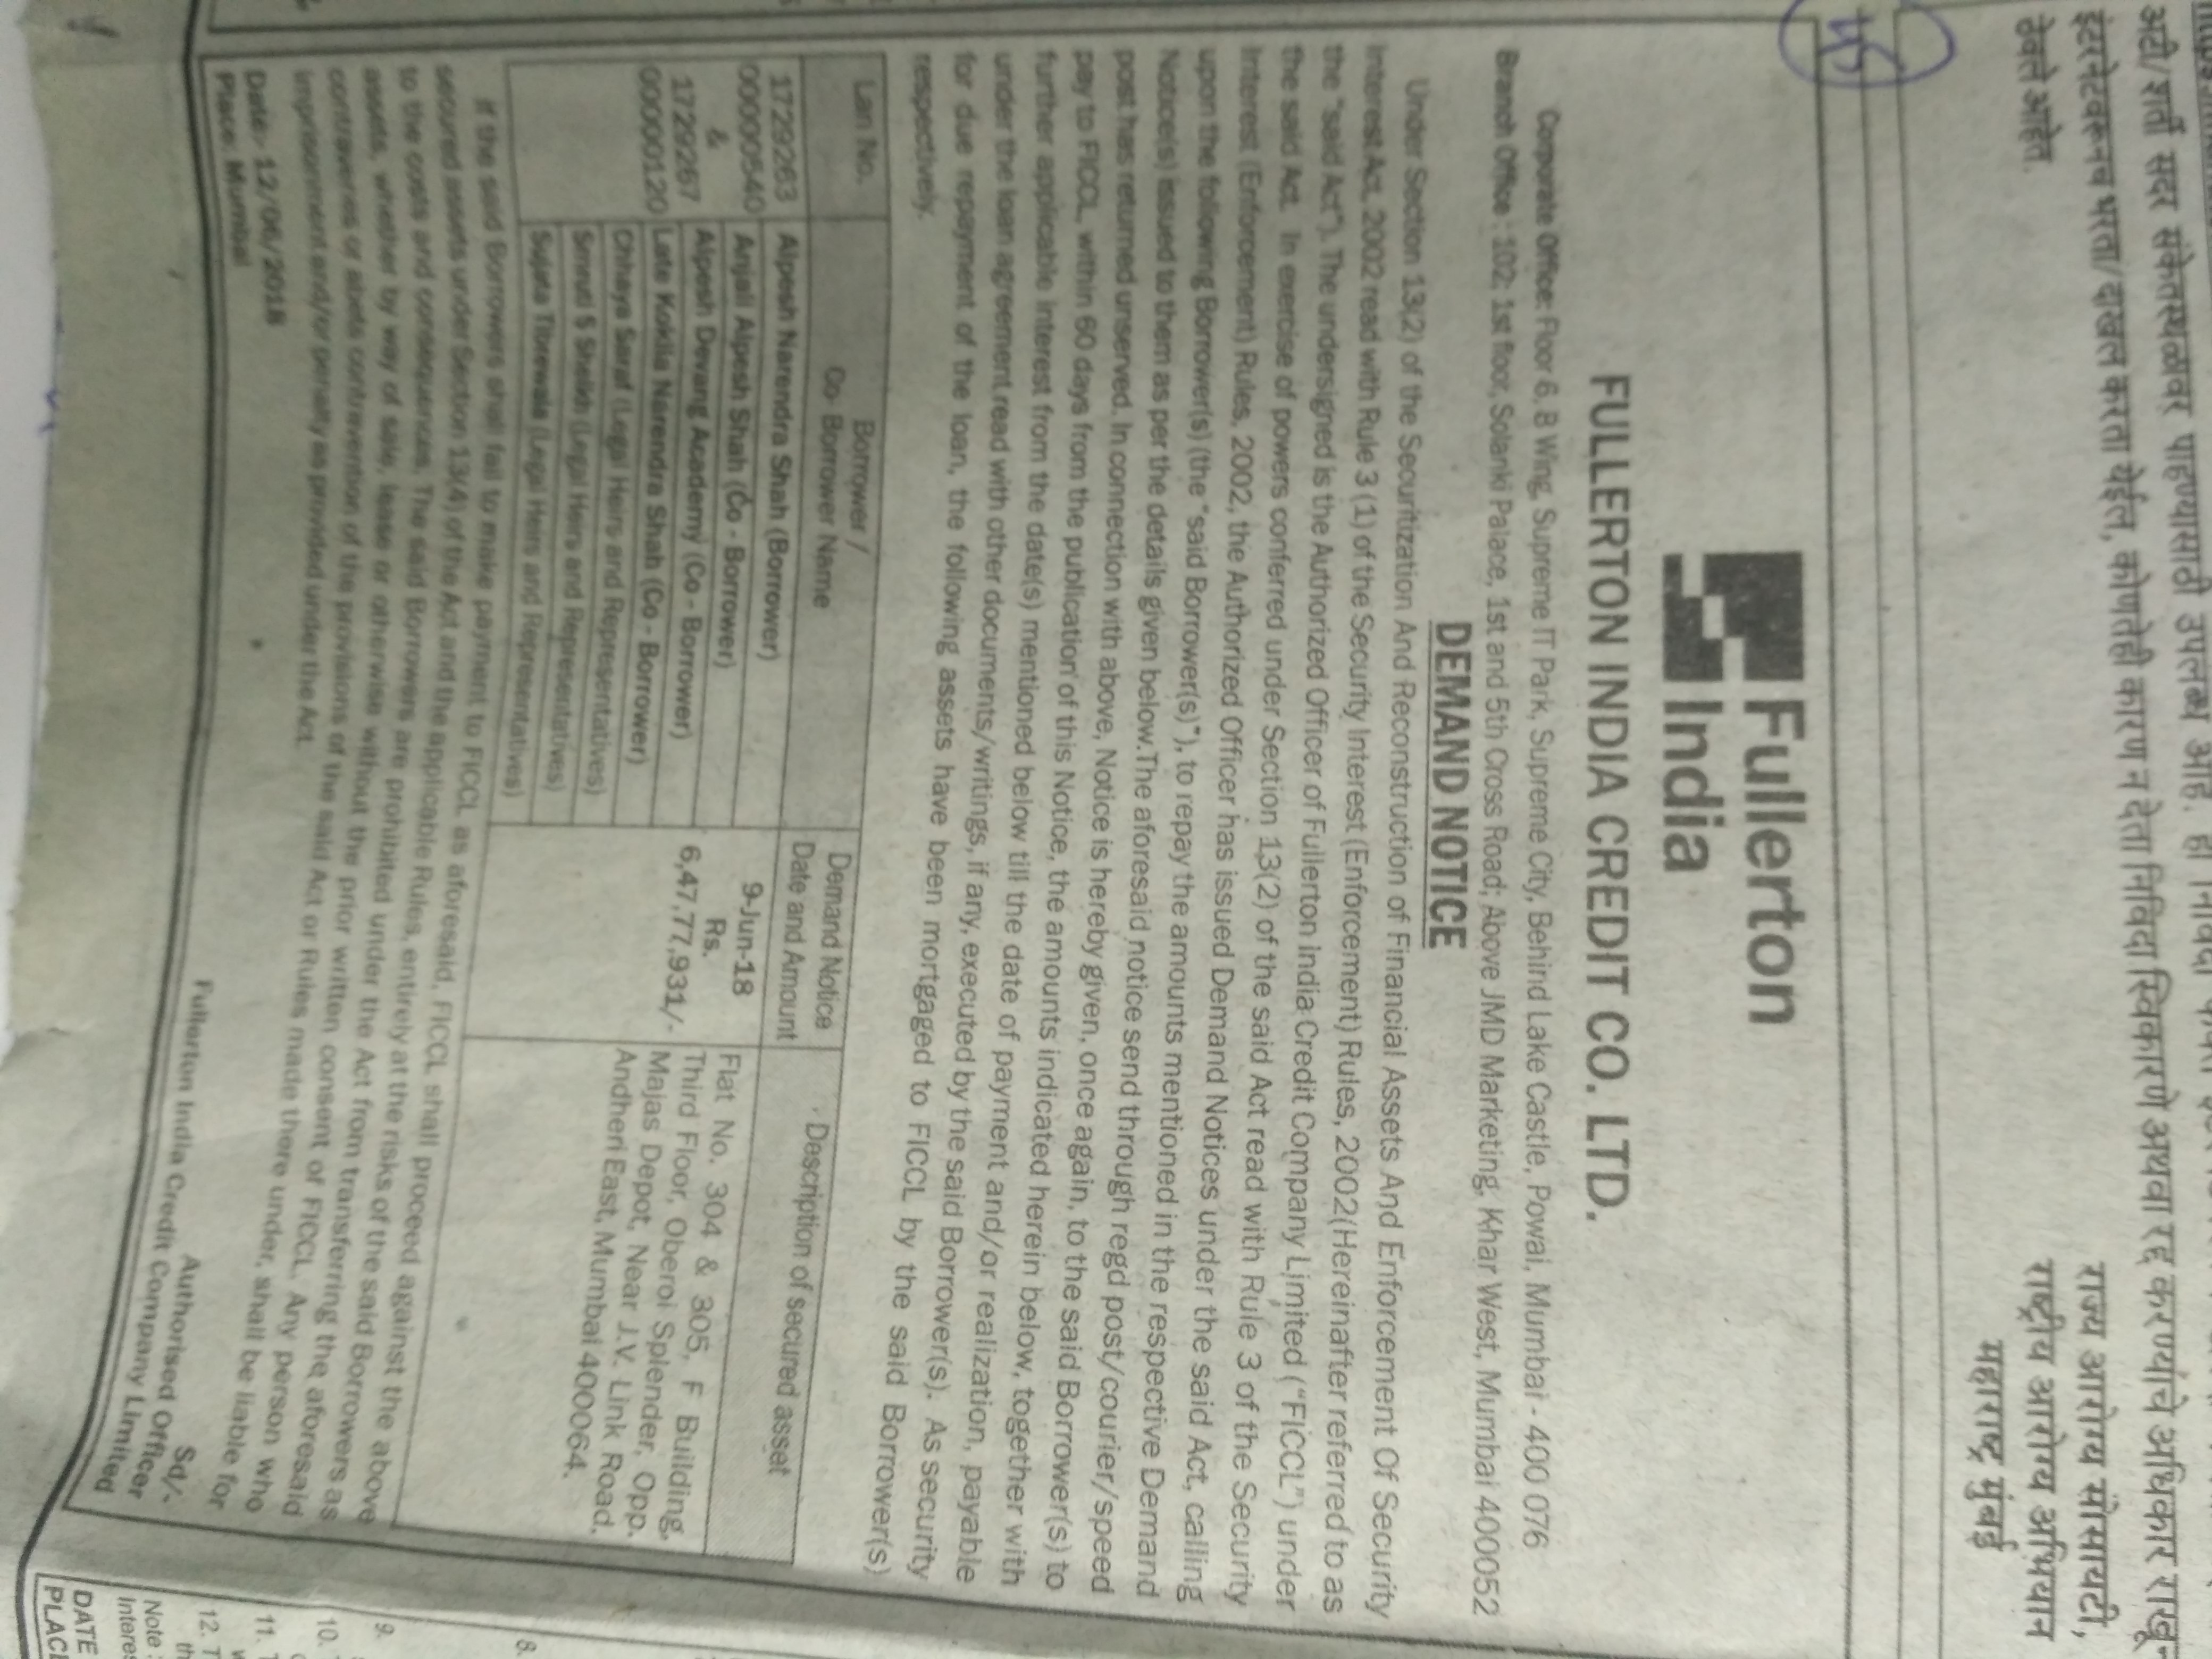 अटी/शर्ती सदर संकेतस्थळावर पाहण्यासाठी उपलब्ध आहे. ही
इंटरनेटवरूनच भरता/दाखल करता येईल, कोणतेही कारण न देता निविदा स्विकारणे अथवा रद्द करण्यांचे अधिकार राखून
ठेवले आहेत.
राज्य आरोग्य सोसायटी,
राष्ट्रीय आरोग्य अभियान
महाराष्ट्र मुंबई
45
Fullerton
India
FULLERTON INDIA CREDIT CO. LTD.
Corporate Office: Floor 6, B Wing, Supreme IT Park, Supreme City, Behind Lake Castle, Powai, Mumbai - 400 076
Branch Office : 102; 1st floor, Solanki Palace, 1st and 5th Cross Road; Above JMD Marketing, Khar West, Mumbai 400052
DEMAND NOTICE
Under Section 13(2) of the Securitization And Reconstruction of Financial Assets And Enforcement Of Security
Interest Act, 2002 read with Rule 3 (1) of the Security Interest (Enforcement) Rules, 2002(Hereinafter referred to as
the "said Act"). The undersigned is the Authorized Officer of Fullerton India Credit Company Limited ("FICCL") under
the said Act. In exercise of powers conferred under Section 13(2) of the said Act read with Rule 3 of the Security
Interest (Enforcement) Rules, 2002, the Authorized Officer has issued Demand Notices under the said Act, calling
upon the following Borrower(s) (the "said Borrower(s)"), to repay the amounts mentioned in the respective Demand
Notice(s) issued to them as per the details given below.The aforesaid notice send through regd post/courier/speed
post has returned unserved. In connection with above, Notice is hereby given, once again, to the said Borrower(s) to
pay to FICCL, within 60 days from the publication of this Notice, the amounts indicated herein below, together with
further applicable interest from the date(s) mentioned below till the date of payment and/or realization, payable
under the loan agreement read with other documents/writings, if any, executed by the said Borrower(s). As security
for due repayment of the loan, the following assets have been mortgaged to FICCL by the said Borrower(s)
respectively.
Lan No.
Borrower /
Co- Borrower Name
Demand Notice
Date and Amount
Description of secured asset
1729263
00000540
&
1729267
00000120
Alpesh Narendra Shah (Borrower)
Anjali Alpesh Shah (Co - Borrower)
Alpesh Devang Academy (Co - Borrower)
Late Kokila Narendra Shah (Co - Borrower)
Chhaya Saraf (Legal Heirs and Representatives)
Smruti S Sheikh (Legal Heirs and Representatives)
Sujata Tibrewala (Legal Heirs and Representatives)
9-Jun-18
Rs.
6,47,77,931/-
Flat No. 304 & 305, F Building,
Third Floor, Oberoi Splender, Opp.
Majas Depot, Near J.V. Link Road,
Andheri East, Mumbai 400064.
If the said Borrowers shall fail to make payment to FICCL as aforesaid, FICCL shall proceed against the above
secured assets under Section 13(4) of the Act and the applicable Rules, entirely at the risks of the said Borrowers as
to the costs and consequences. The said Borrowers are prohibited under the Act from transferring the aforesaid
assets, whether by way of sale, lease or otherwise without the prior written consent of FICCL. Any person who
contravenes or abets contravention of the provisions of the said Act or Rules made there under, shall be liable for
imprisonment and/or penalty as provided under the Act.
Date:- 12/06/2018
Place: Mumbai
Sd/-
Authorised Officer
Fullerton India Credit Company Limited
8.
9.
10.
11.
12. T
Note :
Interes
DATE
PLACE